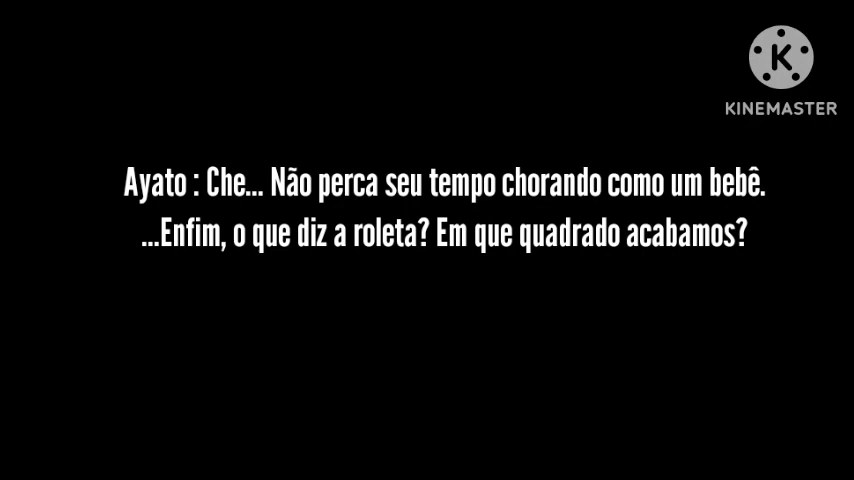 KINEMASTER
Ayato : Che... Não perca seu tempo chorando como um bebê.
...Enfim, o que diz a roleta? Em que quadrado acabamos?